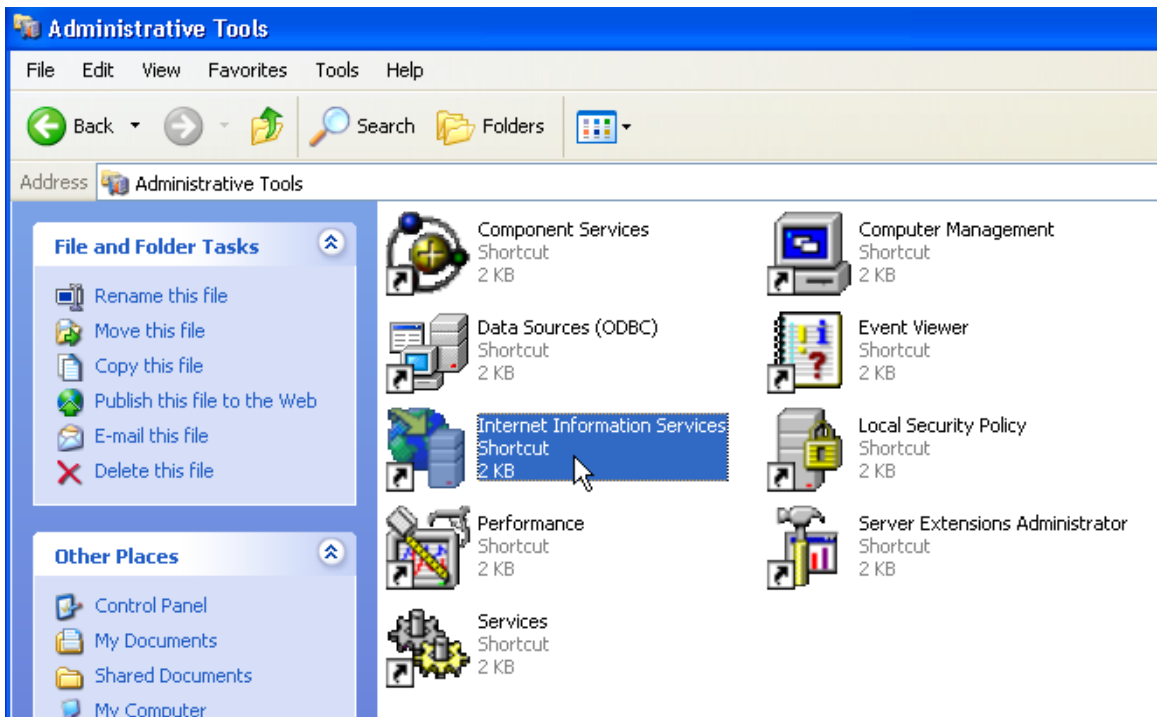 Administrative Tools
File Edit View Favorites Tools Help
Back Search Folders
Address Administrative Tools
File and Folder Tasks
Rename this file
Move this file
Copy this file
Publish this file to the Web
E-mail this file
Delete this file
Other Places
Control Panel
My Documents
Shared Documents
My Computer
Component Services
Shortcut
2 KB
Computer Management
Shortcut
2 KB
Data Sources (ODBC)
Shortcut
2 KB
Event Viewer
Shortcut
2 KB
Internet Information Services
Shortcut
2 KB
Local Security Policy
Shortcut
2 KB
Performance
Shortcut
2 KB
Server Extensions Administrator
Shortcut
2 KB
Services
Shortcut
2 KB